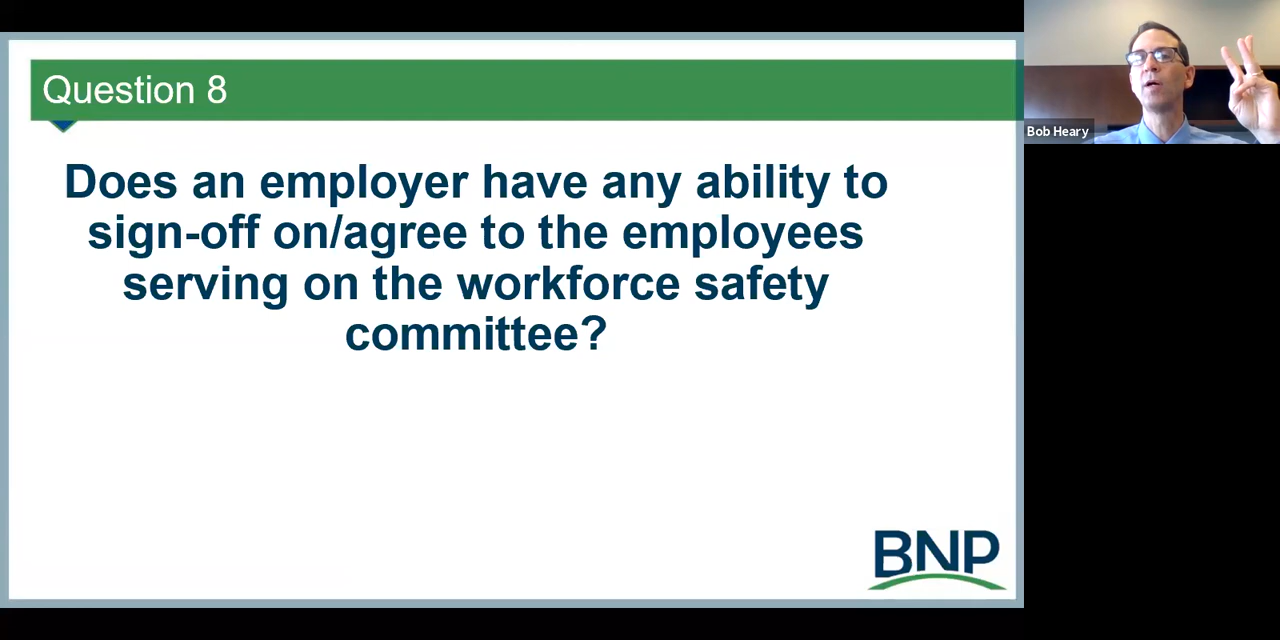 Question 8
Does an employer have any ability to
sign-off on/agree to the employees
serving on the workforce safety
committee?
BNP
Bob Heary